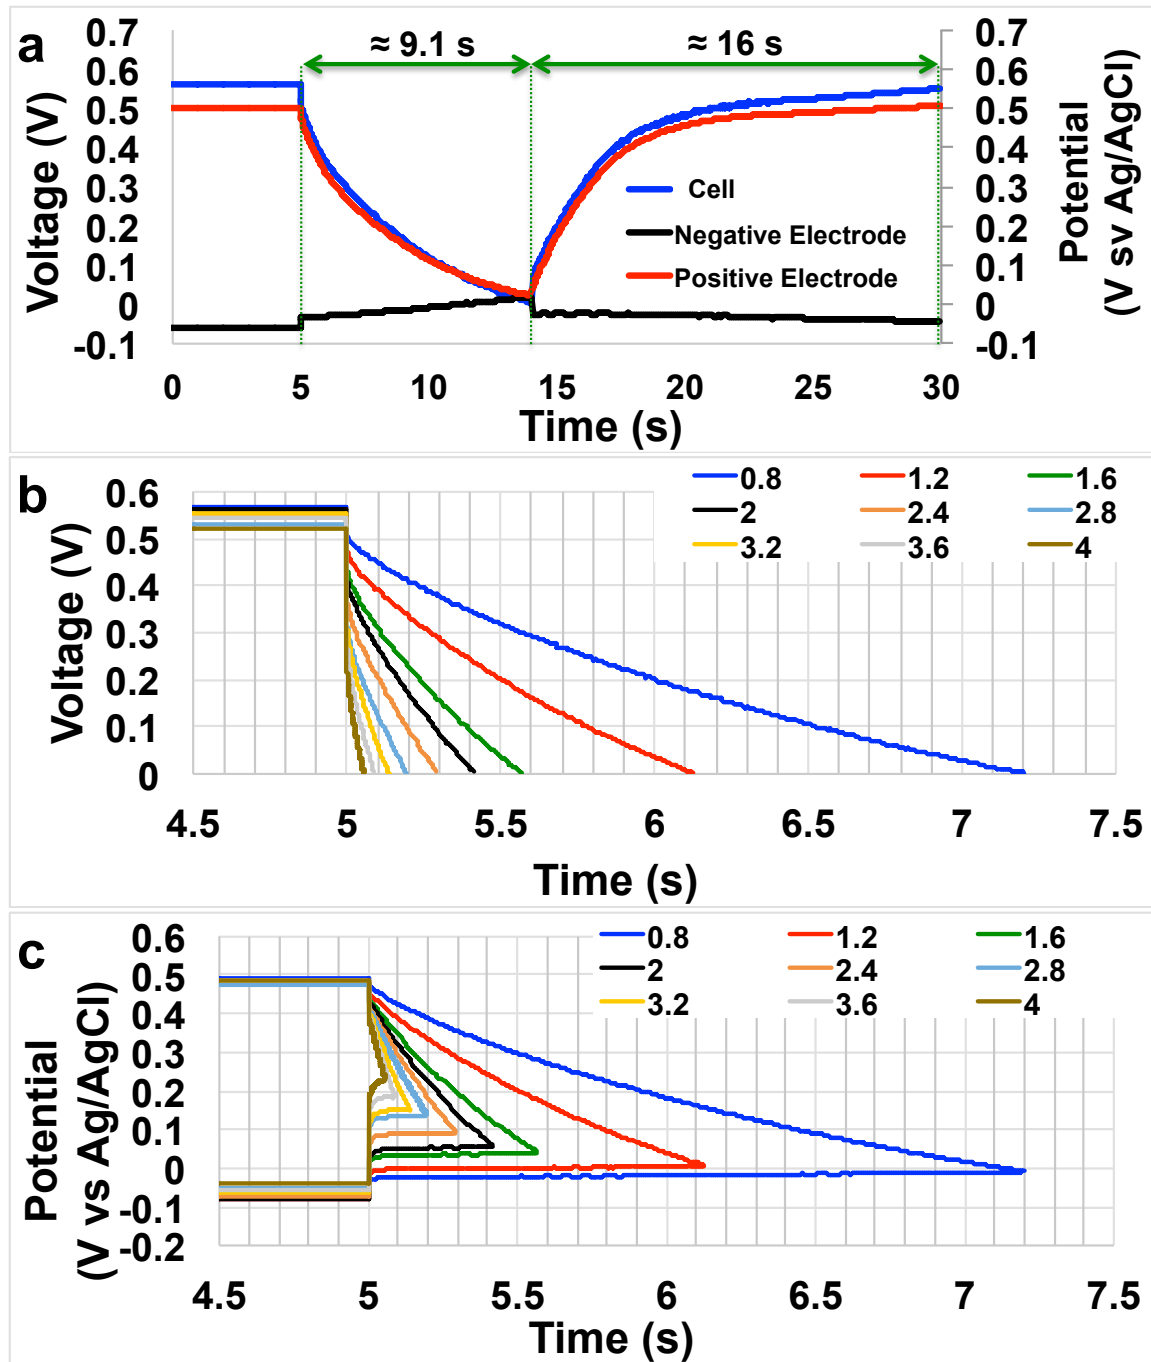 a
0.7
0.6
0.5
0.4
0.3
0.2
0.1
0
-0.1
Voltage (V)
≈ 9.1 s
≈ 16 s
Cell
Negative Electrode
Positive Electrode
0.7
0.6
0.5
0.4
0.3
0.2
0.1
0
-0.1
Potential
(V sv Ag/AgCl)
0 5 10 15 20 25 30
14
Time (s)
b
0.8 1.2 1.6
2 2.4 2.8
3.2 3.6 4
0.6
0.5
0.4
0.3
0.2
0.1
0
Voltage (V)
4.5 5 5.5 6 6.5 7 7.5
Time (s)
c
0.8 1.2 1.6
2 2.4 2.8
3.2 3.6 4
0.6
0.5
0.4
0.3
0.2
0.1
0
-0.1
-0.2
Potential
(V vs Ag/AgCl)
4.5 5 5.5 6 6.5 7 7.5
Time (s)